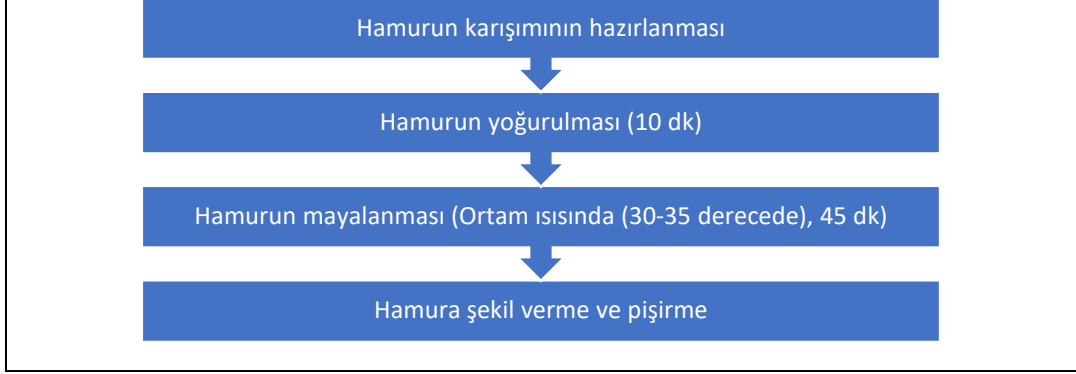 Hamurun karışımının hazırlanması
Hamurun yoğurulması (10 dk)
Hamurun mayalanması (Ortam ısısında (30-35 derecede), 45 dk)
Hamura şekil verme ve pişirme